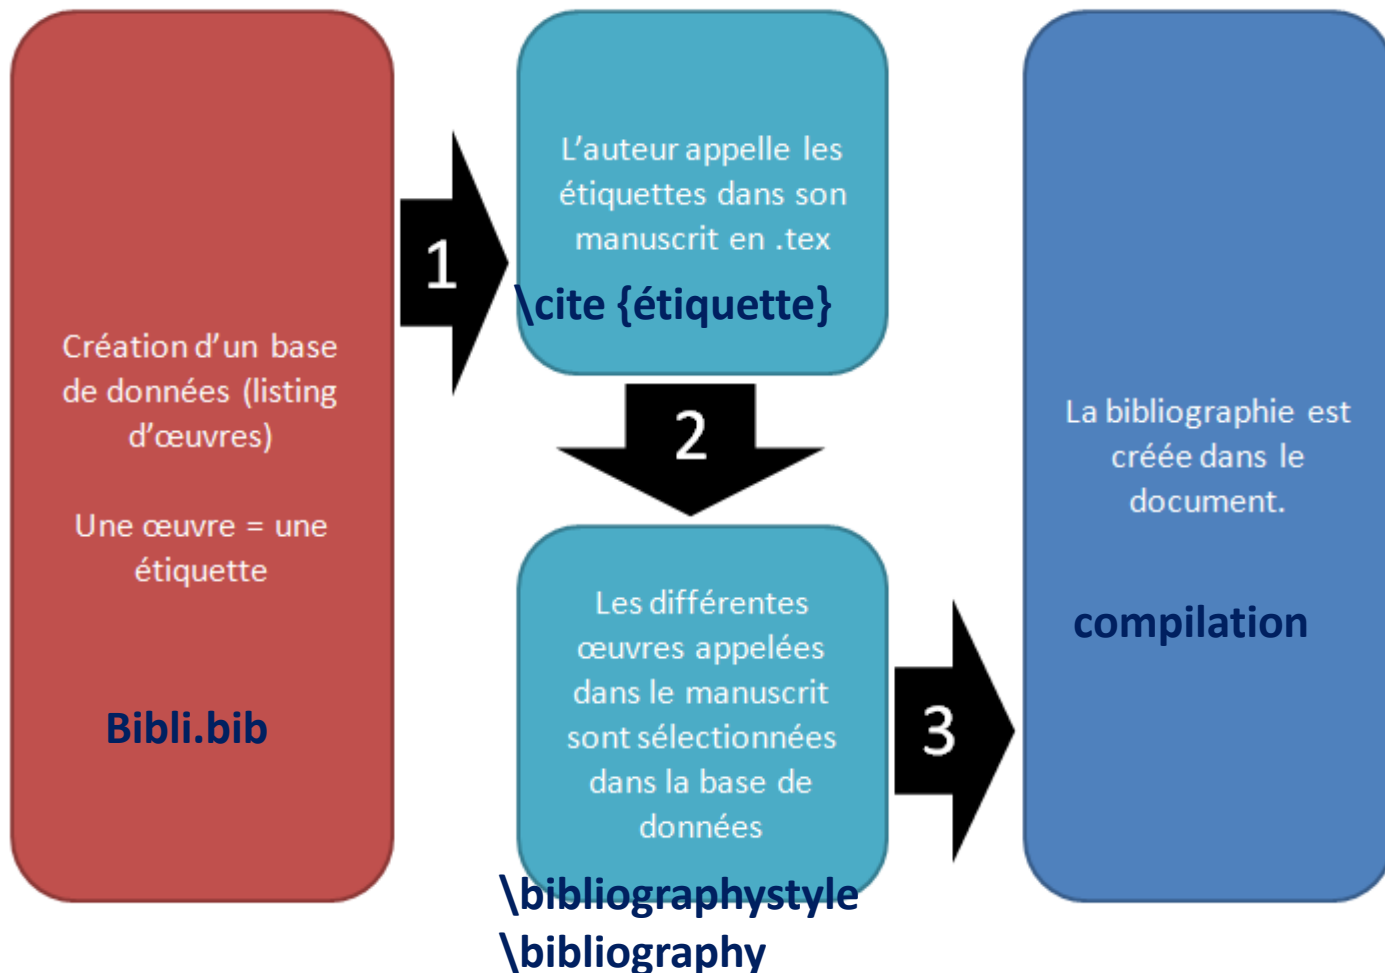 Création d'un base
de données (listing
d'œuvres)
Une œuvre = une
étiquette
Bibli.bib
1
L'auteur appelle les
étiquettes dans son
manuscrit en .tex
\cite {étiquette}
2
Les différentes
œuvres appelées
dans le manuscrit
sont sélectionnées
dans la base de
données
\bibliographystyle
\bibliography
3
La bibliographie est
créée dans le
document.
compilation